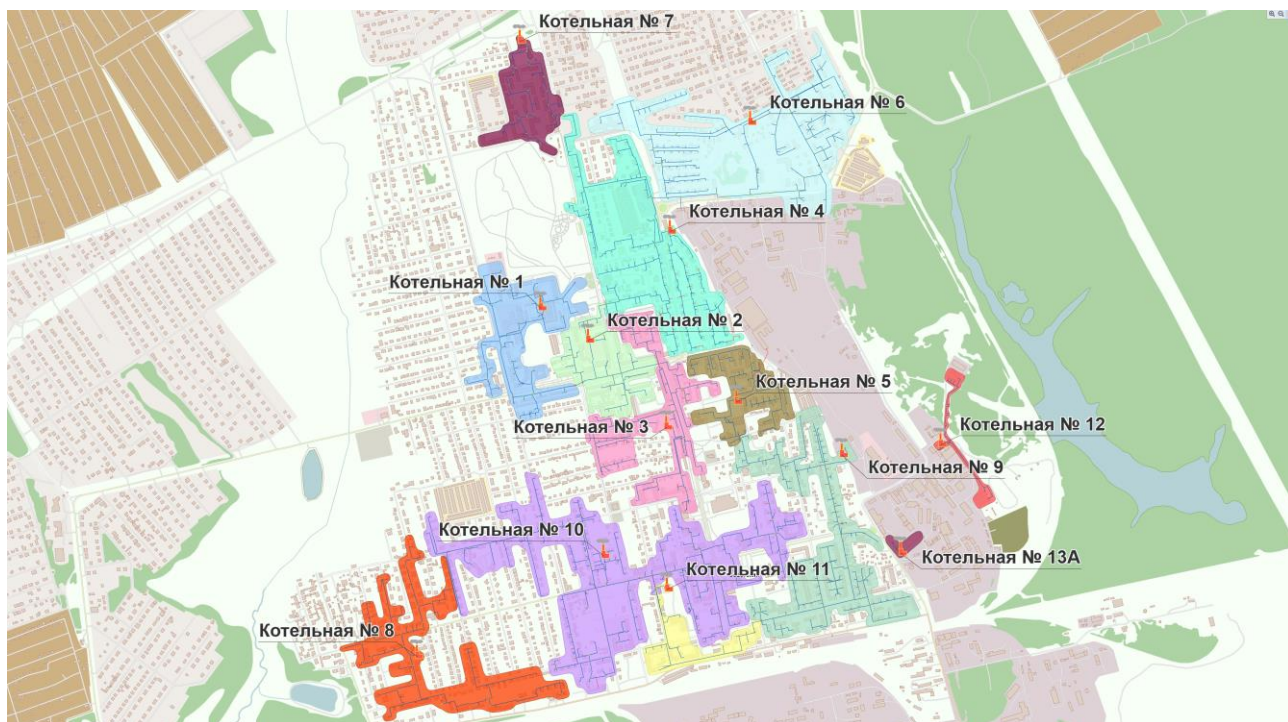 Котельная № 7
Котельная № 6
Котельная № 4
Котельная № 1
Котельная № 2
Котельная № 5
Котельная № 3
Котельная № 12
Котельная № 9
Котельная № 10
Котельная № 13А
Котельная № 11
Котельная № 8